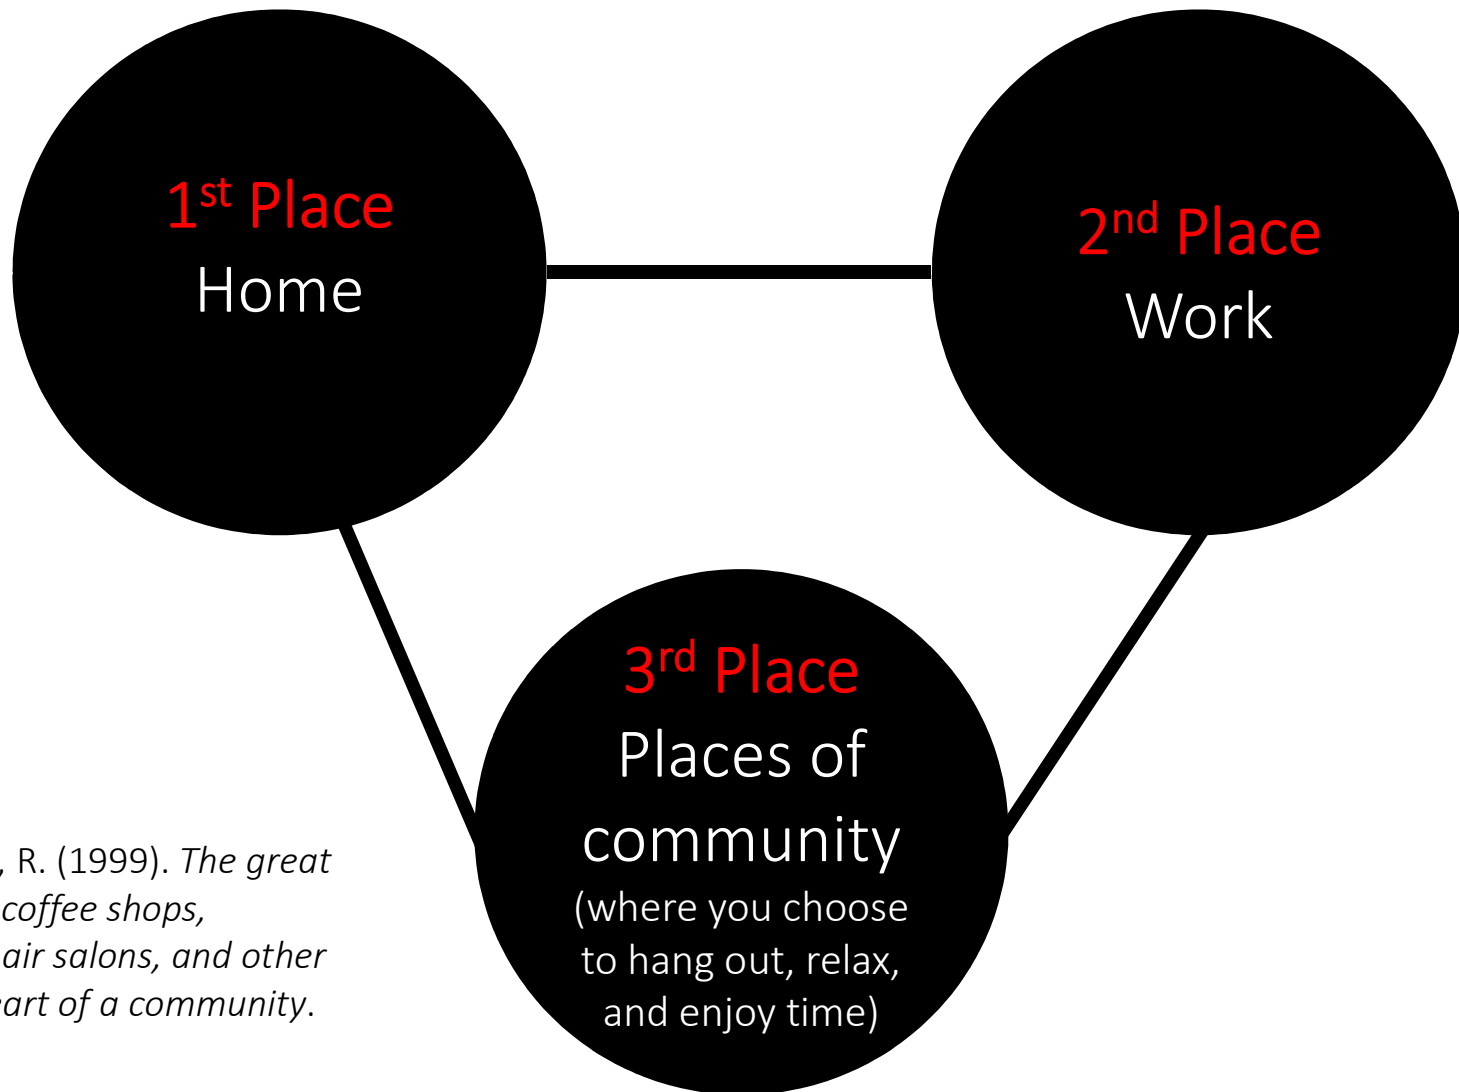 1st Place
Home
2nd Place
Work
3rd Place
Places of
community
(where you choose
to hang out, relax,
and enjoy time)
, R. (1999). The great
coffee shops,
air salons, and other
eart of a community.